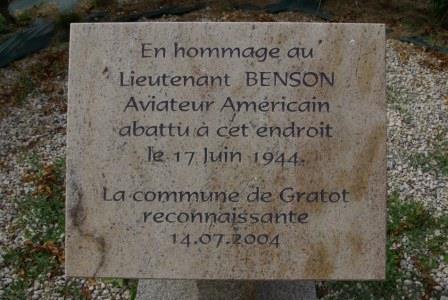 En hommage au
Lieutenant BENSON
Aviateur Américain
abattu à cet endroit
le 17 Juin 1944.
La commune de Gratot
reconnaissante
14.07.2004